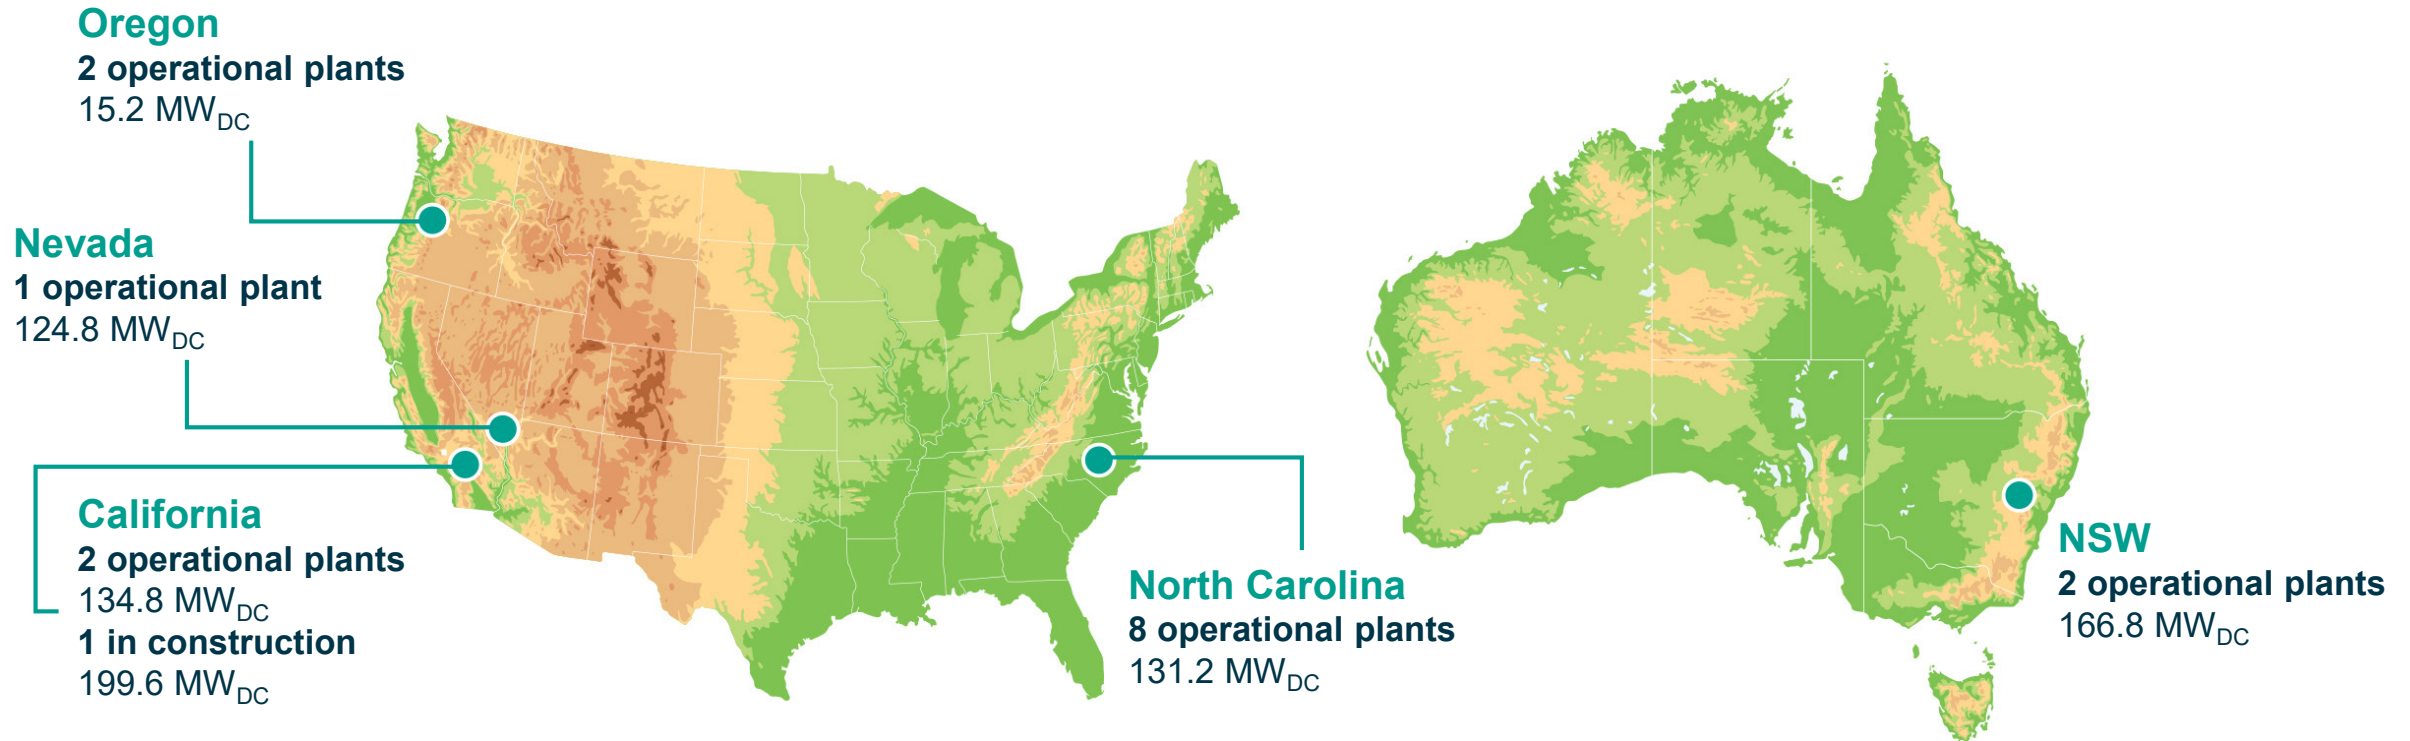 Oregon
2 operational plants
15.2 MWDC
Nevada
1 operational plant
124.8 MWDC
California
2 operational plants
134.8 MWDC
1 in construction
199.6 MWDC
North Carolina
8 operational plants
131.2 MWDC
NSW
2 operational plants
166.8 MWDC